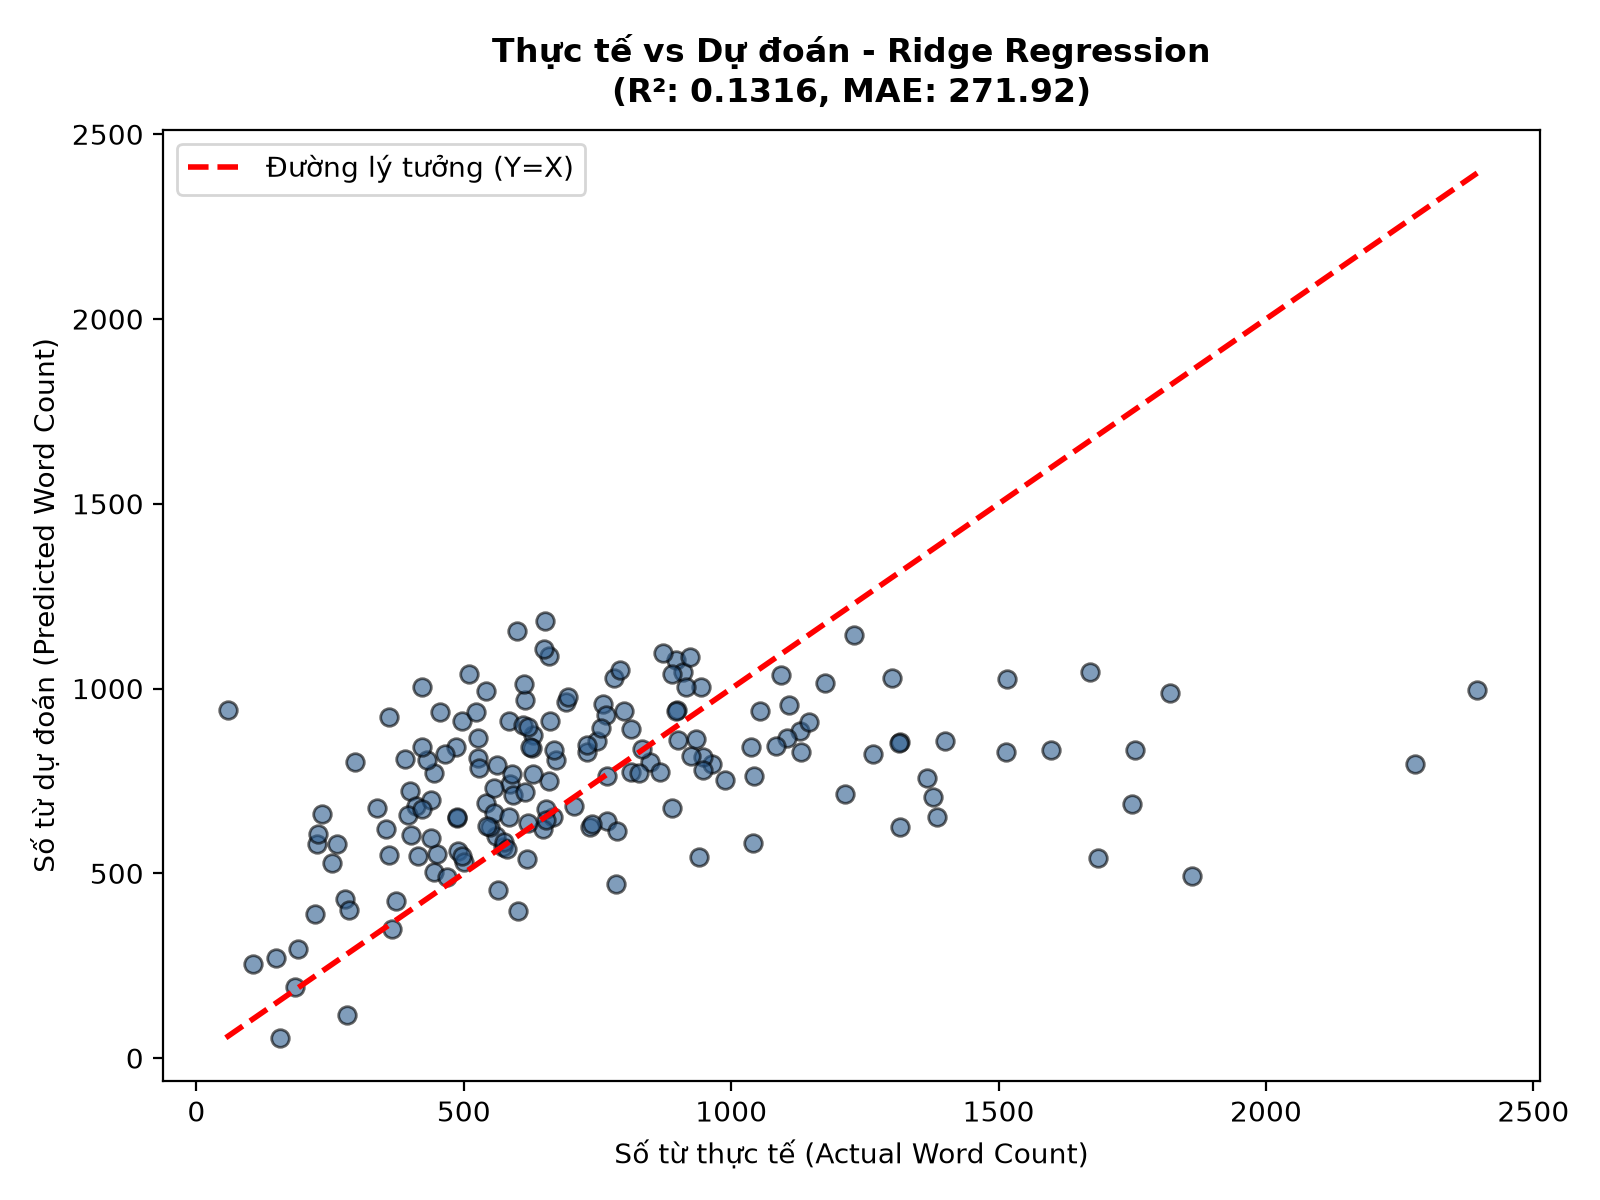 Thực tế vs Dự đoán - Ridge Regression
(R²: 0.1316, MAE: 271.92)
Đường lý tưởng (Y=X)
Số từ dự đoán (Predicted Word Count)
2500
2000
1500
1000
500
0
0 500 1000 1500 2000 2500
Số từ thực tế (Actual Word Count)